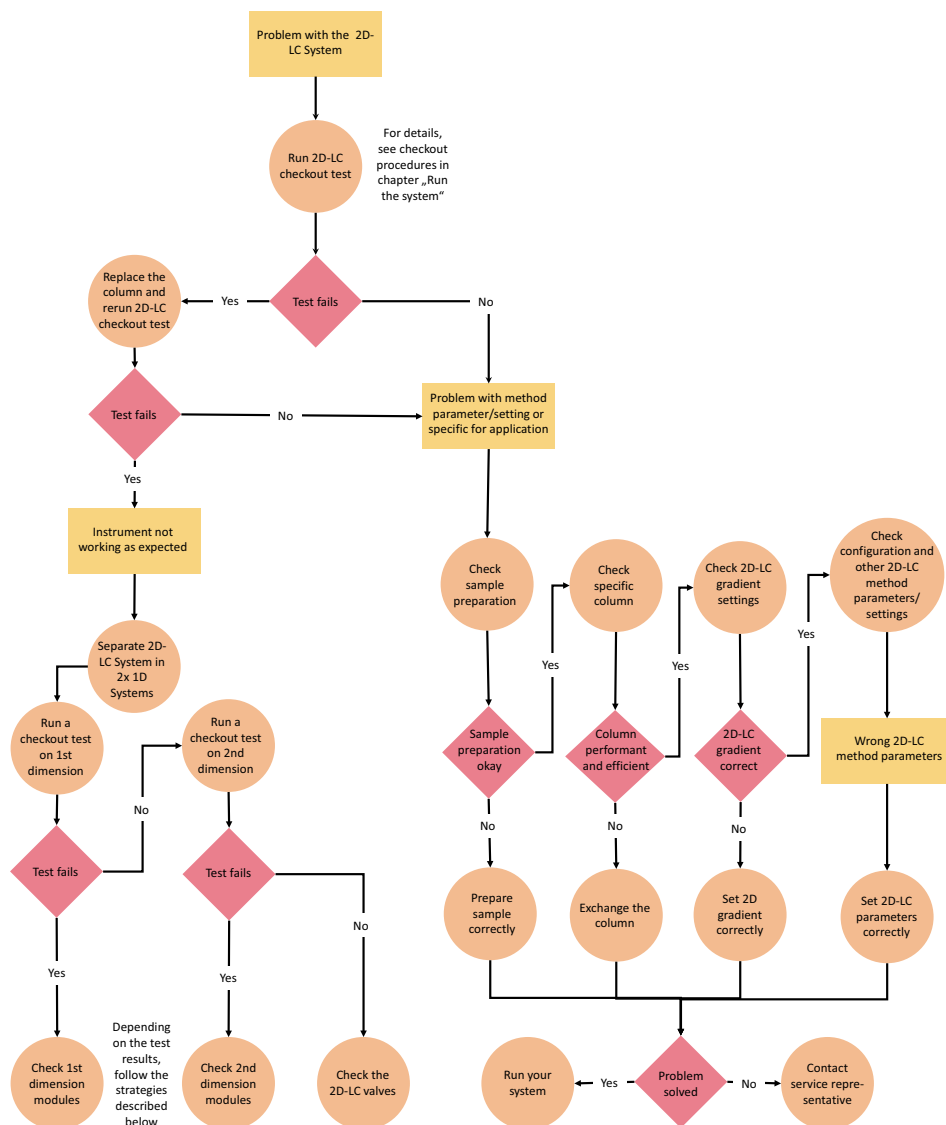 Problem with the 2D-
LC System
Run 2D-LC
checkout test
For details,
see checkout
procedures in
chapter „Run
the system“
Replace the
column and
rerun 2D-LC
checkout test
Yes
Test fails
No
Test fails
No
Problem with method
parameter/setting or
specific for application
Yes
Instrument not
working as expected
Separate 2D-
LC System in
2x 1D
Systems
Run a
checkout test
on 1st
dimension
Run a
checkout test
on 2nd
dimension
No
Test fails
Test fails
Yes
Yes
No
Check 1st
dimension
modules
Depending
on the test
results,
follow the
strategies
described
below
Check 2nd
dimension
modules
Check the
2D-LC valves
Check
sample
preparation
Check
specific
column
Check 2D-LC
gradient
settings
Check
configuration and
other 2D-LC
method
parameters/
settings
Yes
Yes
Yes
Sample
preparation
okay
Column
performant
and efficient
2D-LC
gradient
correct
Wrong 2D-LC
method parameters
No
No
No
Prepare
sample
correctly
Exchange the
column
Set 2D
gradient
correctly
Set 2D-LC
parameters
correctly
Run your
system
Yes
Problem
solved
No
Contact
service repre-
sentative